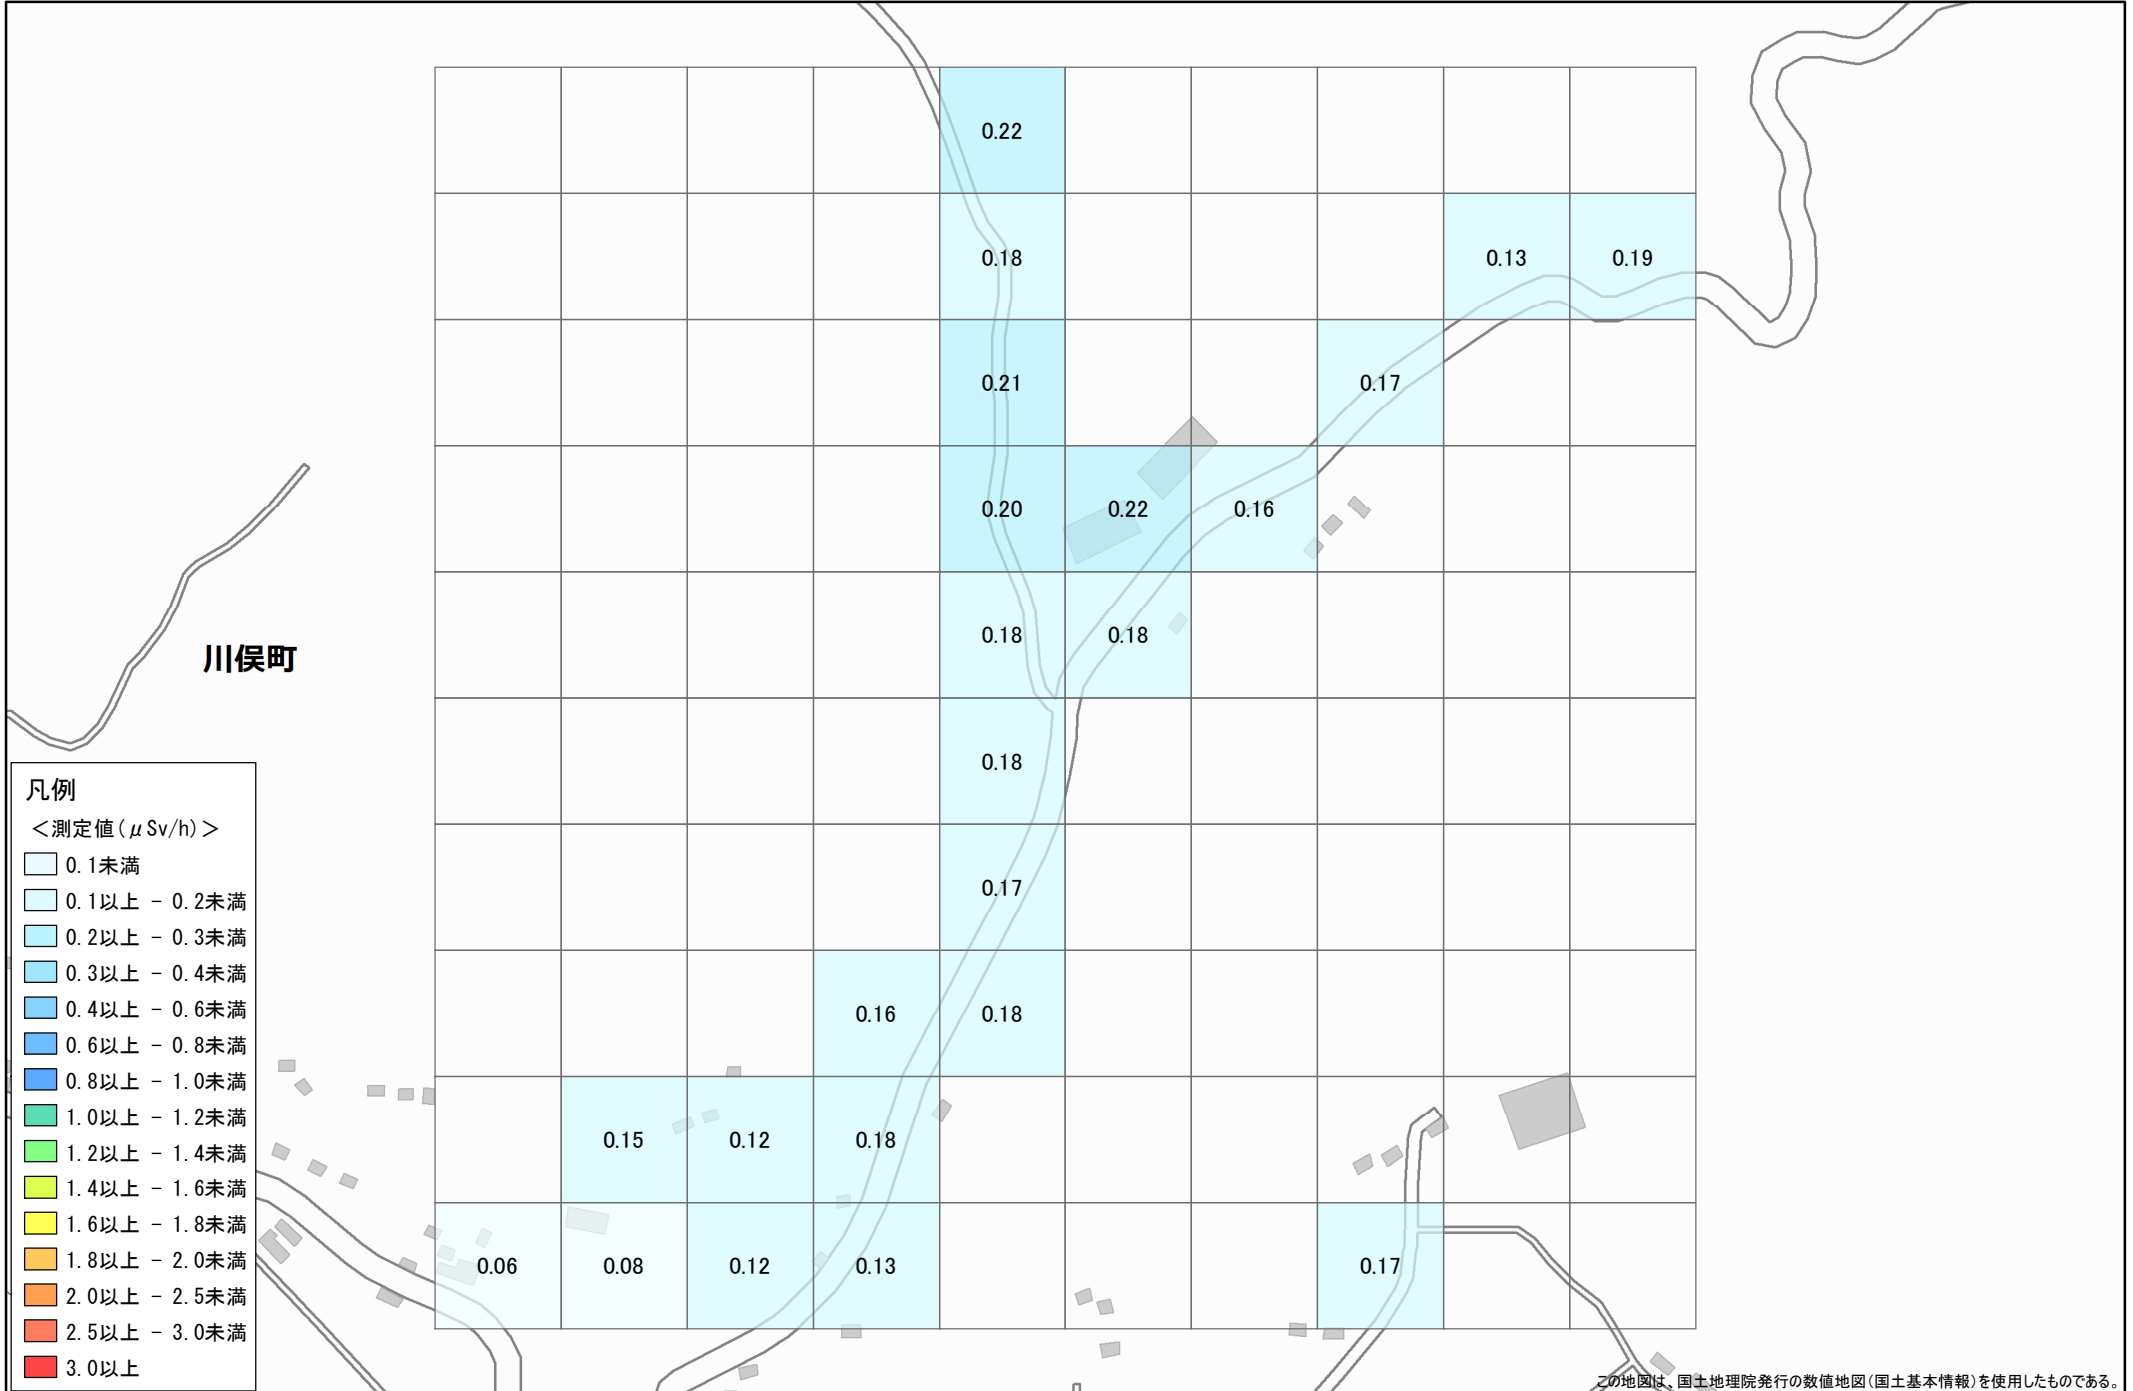 0.22
0.18
0.13
0.19
0.21
0.17
0.20
0.22
0.16
0.18
0.18
川俣町
0.18
0.17
0.16
0.18
0.15
0.12
0.18
0.06
0.08
0.12
0.13
0.17
凡例
＜測定値(μSv/h)＞
0.1未満
0.1以上 － 0.2未満
0.2以上 － 0.3未満
0.3以上 － 0.4未満
0.4以上 － 0.6未満
0.6以上 － 0.8未満
0.8以上 － 1.0未満
1.0以上 － 1.2未満
1.2以上 － 1.4未満
1.4以上 － 1.6未満
1.6以上 － 1.8未満
1.8以上 － 2.0未満
2.0以上 － 2.5未満
2.5以上 － 3.0未満
3.0以上
この地図は、国土地理院発行の数値地図(国土基本情報)を使用したものである。